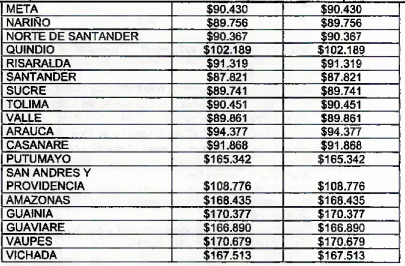 META $90.430 $90.430
NARIÑO $89.756 $89.756
NORTE DE SANTANDER $90.367 $90.367
QUINDIO $102.189 $102.189
RISARALDA $91.319 $91.319
SANTANDER $87.821 $87.821
SUCRE $89.741 $89.741
TOLIMA $90.451 $90.451
VALLE $89.861 $89.861
ARAUCA $94.377 $94.377
CASANARE $91.868 $91.868
PUTUMAYO $165.342 $165.342
SAN ANDRES Y
PROVIDENCIA $108.776 $108.776
AMAZONAS $168.435 $168.435
GUAINIA $170.377 $170.377
GUAVIARE $166.890 $166.890
VAUPES $170.679 $170.679
VICHADA $167.513 $167.513